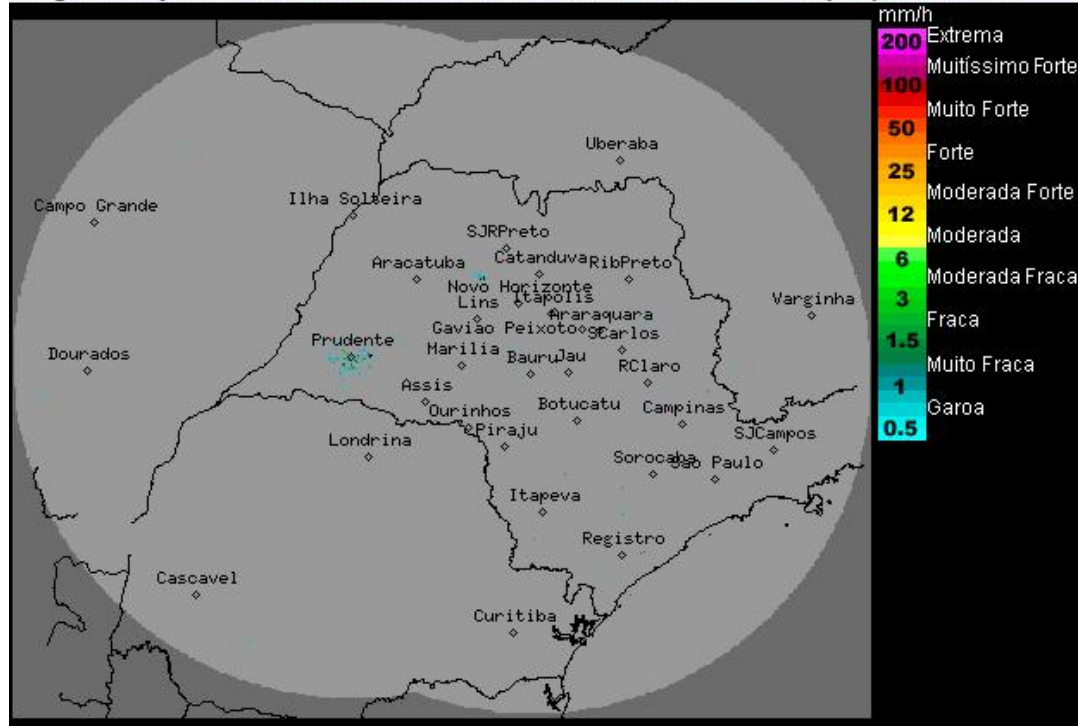 mm/h
200 Extrema
Muitíssimo Forte
100
Muito Forte
50
Forte
25
Moderada Forte
12
Moderada
6
Moderada Fraca
3
Fraca
1.5
Muito Fraca
1
Garoa
0.5
Uberaba
Campo Grande
Ilha Solteira
SJRPreto
Aracatuba
Catanduva
RibPreto
Novo Horizonte
Lins
Itapolis
Varginha
Araraquara
Gavião Peixoto
SCarlos
Prudente
Dourados
Marilia
Bauru
Jau
RClaro
Assis
Ourinhos
Botucatu
Campinas
Londrina
Piraju
SJCampos
Sorocaba
Sao Paulo
Itapeva
Registro
Cascavel
Curitiba